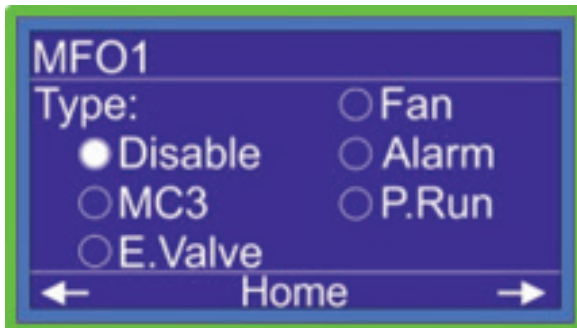 MFO1
Type:
Disable
MC3
E.Valve
Fan
Alarm
P.Run
Home